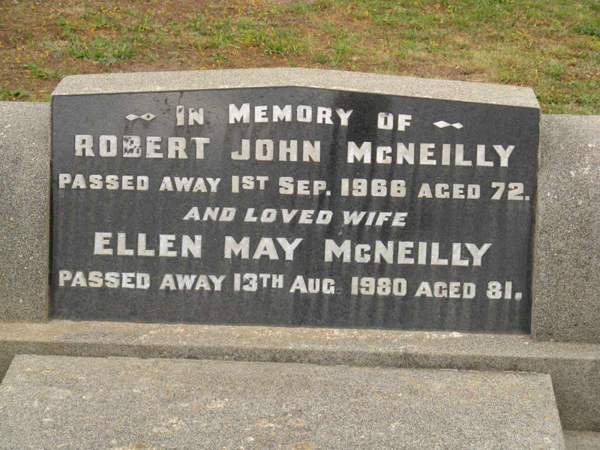 IN MEMORY OF
ROBERT JOHN MCNEILLY
PASSED AWAY 1ST SEP. 1966 AGED 72.
AND LOVED WIFE
ELLEN MAY MCNEILLY
PASSED AWAY 13TH AUG 1980 AGED 81.